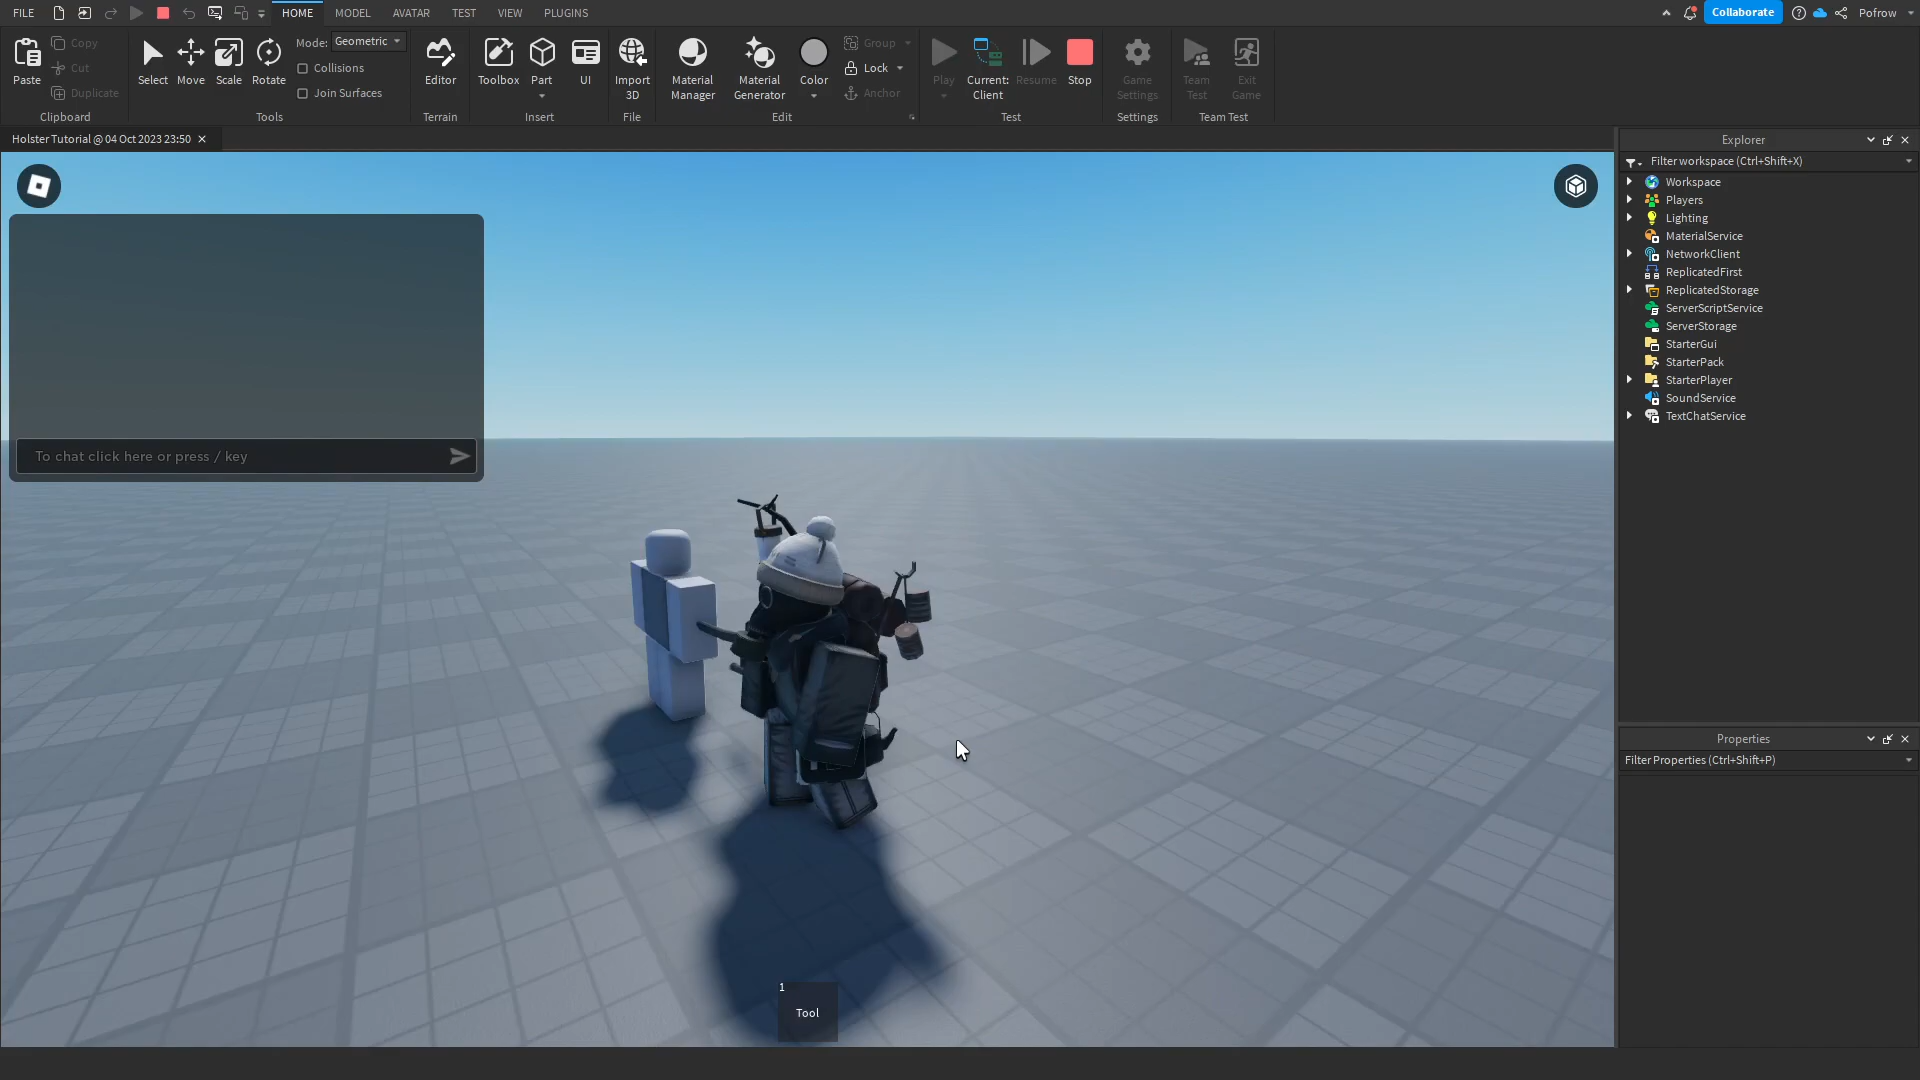 FILE HOME MODEL AVATAR TEST VIEW PLUGINS Collaborate Pofrow
Paste Copy Cut Duplicate
Clipboard
Select Move Scale Rotate Mode: Geometric
Collisions
Join Surfaces
Tools
Editor
Terrain
Toolbox Part UI
Insert
Import 3D
File
Material Manager Material Generator Color Group Lock Anchor
Edit
Play Current: Client Resume Stop
Test
Game Settings
Settings
Team Test Exit Game
Team Test
Holster Tutorial @ 04 Oct 2023 23:50
To chat click here or press / key
1
Tool
Explorer
Filter workspace (Ctrl+Shift+X)
Workspace
Players
Lighting
MaterialService
NetworkClient
ReplicatedFirst
ReplicatedStorage
ServerScriptService
ServerStorage
StarterGui
StarterPack
StarterPlayer
SoundService
TextChatService
Properties
Filter Properties (Ctrl+Shift+P)